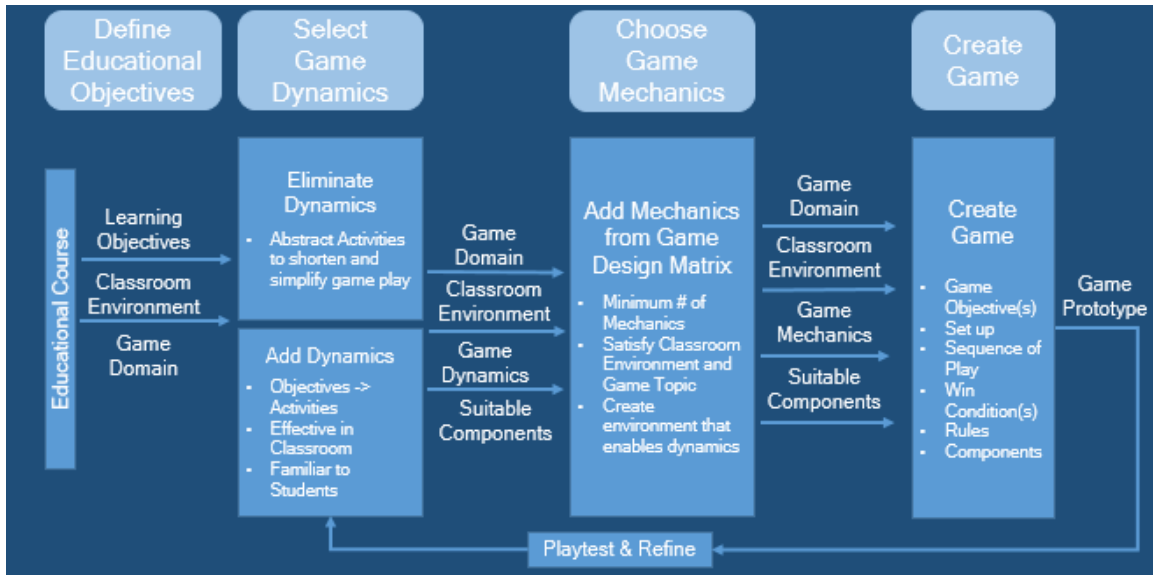 Define
Educational
Objectives
Select
Game
Dynamics
Choose
Game
Mechanics
Create
Game
Educational Course
Learning
Objectives
Classroom
Environment
Game
Domain
Eliminate
Dynamics
• Abstract Activities
to shorten and
simplify game play
Add Dynamics
• Objectives ->
Activities
• Effective in
Classroom
• Familiar to
Students
Game
Domain
Classroom
Environment
Game
Dynamics
Suitable
Components
Add Mechanics
from Game
Design Matrix
• Minimum # of
Mechanics
• Satisfy Classroom
Environment and
Game Topic
• Create
environment that
enables dynamics
Game
Domain
Classroom
Environment
Game
Mechanics
Suitable
Components
Create
Game
• Game
Objective(s)
• Set up
• Sequence of
Play
• Win
Condition(s)
• Rules
• Components
Game
Prototype
Playtest & Refine